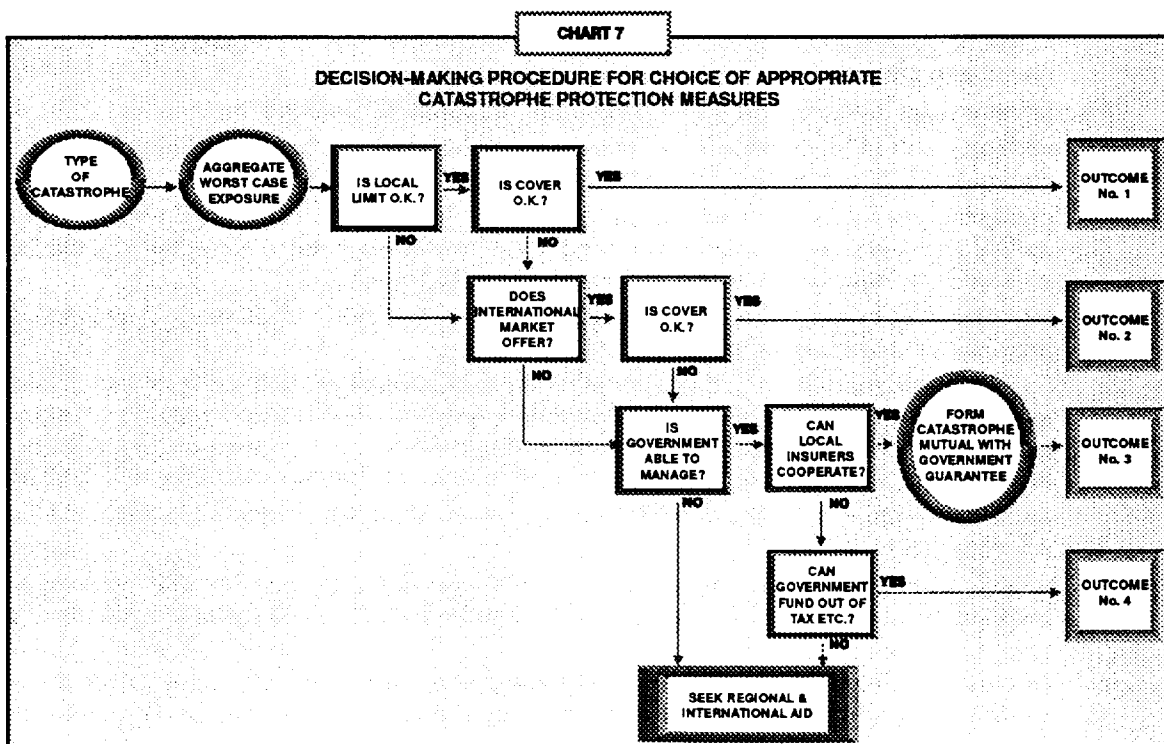 CHART 7
DECISION-MAKING PROCEDURE FOR CHOICE OF APPROPRIATE
CATASTROPHE PROTECTION MEASURES
TYPE
OF
CATASTROPHE
AGGREGATE
WORST CASE
EXPOSURE
IS LOCAL
LIMIT O.K.?
YES
IS COVER
O.K.?
YES
OUTCOME
No. 1
NO
NO
DOES
INTERNATIONAL
MARKET
OFFER?
YES
IS COVER
O.K.?
YES
OUTCOME
No. 2
NO
NO
IS
GOVERNMENT
ABLE TO
MANAGE?
YES
CAN
LOCAL
INSURERS
COOPERATE?
YES
FORM
CATASTROPHE
MUTUAL WITH
GOVERNMENT
GUARANTEE
OUTCOME
No. 3
NO
NO
CAN
GOVERNMENT
FUND OUT OF
TAX ETC.?
YES
OUTCOME
No. 4
NO
SEEK REGIONAL &
INTERNATIONAL AID